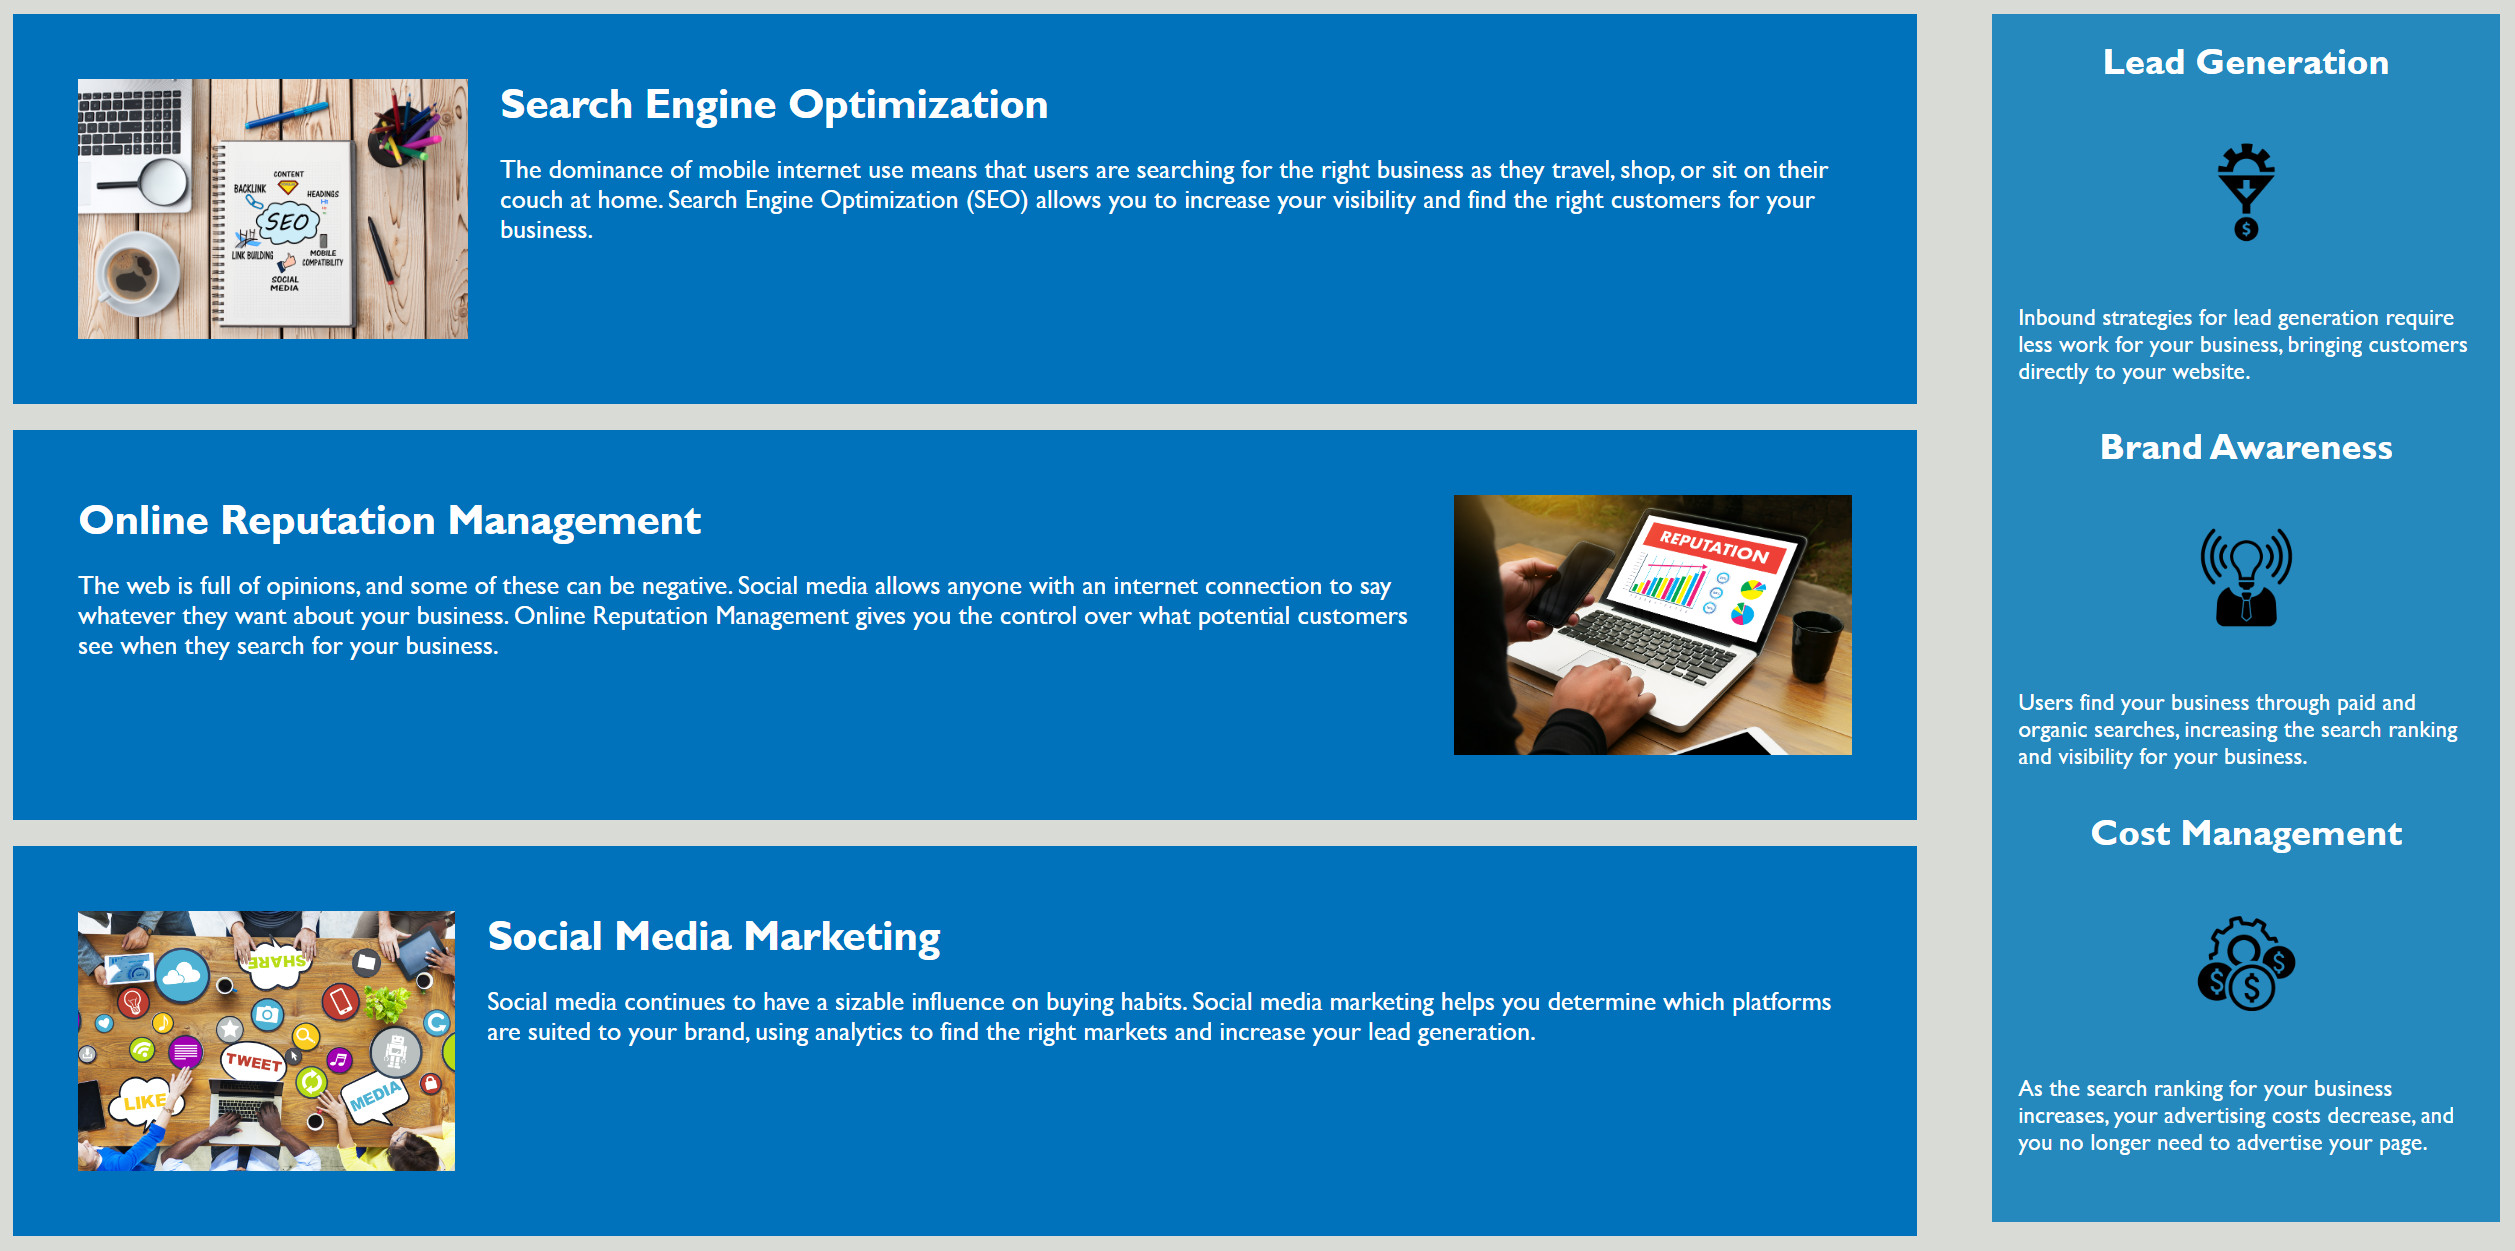 Search Engine Optimization
The dominance of mobile internet use means that users are searching for the right business as they travel, shop, or sit on their
couch at home. Search Engine Optimization (SEO) allows you to increase your visibility and find the right customers for your
business.
CONTENT
BACKLINK
HEADINGS
H1
SEO
LINK BUILDING
MOBILE
COMPATIBILITY
SOCIAL
MEDIA
Online Reputation Management
The web is full of opinions, and some of these can be negative. Social media allows anyone with an internet connection to say
whatever they want about your business. Online Reputation Management gives you the control over what potential customers
see when they search for your business.
REPUTATION
Social Media Marketing
Social media continues to have a sizable influence on buying habits. Social media marketing helps you determine which platforms
are suited to your brand, using analytics to find the right markets and increase your lead generation.
SHARE
TWEET
LIKE
MEDIA
Lead Generation
$
Inbound strategies for lead generation require
less work for your business, bringing customers
directly to your website.
Brand Awareness
Users find your business through paid and
organic searches, increasing the search ranking
and visibility for your business.
Cost Management
$ $ $
As the search ranking for your business
increases, your advertising costs decrease, and
you no longer need to advertise your page.